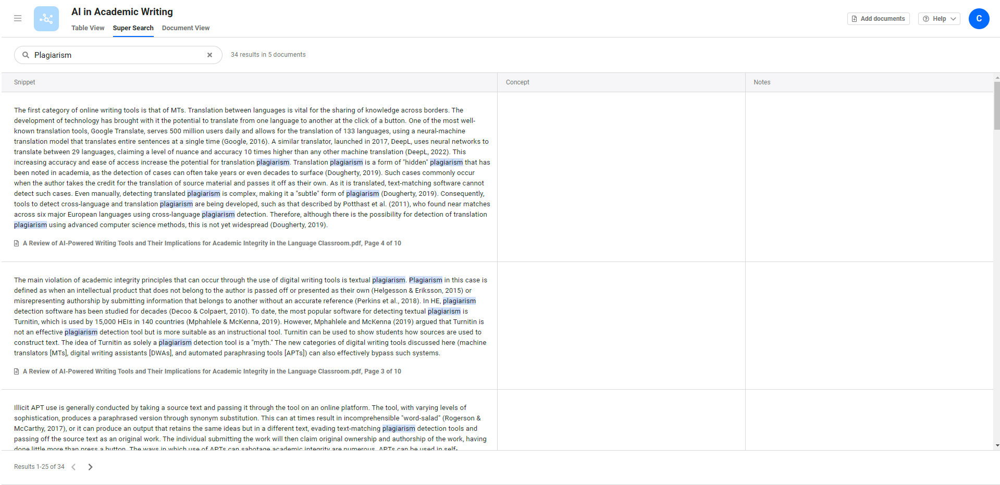 AI in Academic Writing
Table View Super Search Document View
Add documents
Help
C
Plagiarism
34 results in 5 documents
Snippet
Concept
Notes
The first category of online writing tools is that of MTs. Translation between languages is vital for the sharing of knowledge across borders. The
development of technology has brought with it the potential to translate from one language to another at the click of a button. One of the most well-
known translation tools, Google Translate, serves 500 million users daily and allows for the translation of 133 languages, using a neural-machine
translation model that translates entire sentences at a single time (Google, 2016). A similar translator, launched in 2017, DeepL, uses neural networks to
translate between 29 languages, claiming a level of nuance and accuracy 10 times higher than any other machine translation (DeepL, 2022). This
increasing accuracy and ease of access increase the potential for translation plagiarism. Translation plagiarism is a form of "hidden" plagiarism that has
been noted in academia, as the detection of cases can often take years or even decades to surface (Dougherty, 2019). Such cases commonly occur
when the author takes the credit for the translation of source material and passes it off as their own. As it is translated, text-matching software cannot
detect such cases. Even manually, detecting translated plagiarism is complex, making it a "subtle" form of plagiarism (Dougherty, 2019). Consequently,
tools to detect cross-language and translation plagiarism are being developed, such as that described by Potthast et al. (2011), who found near matches
across six major European languages using cross-language plagiarism detection. Therefore, although there is the possibility for detection of translation
plagiarism using advanced computer science methods, this is not yet widespread (Dougherty, 2019).
A Review of AI-Powered Writing Tools and Their Implications for Academic Integrity in the Language Classroom.pdf, Page 4 of 10
The main violation of academic integrity principles that can occur through the use of digital writing tools is textual plagiarism. Plagiarism in this case is
defined as when an intellectual product that does not belong to the author is passed off or presented as their own (Helgesson & Eriksson, 2015) or
misrepresenting authorship by submitting information that belongs to another without an accurate reference (Perkins et al., 2018). In HE, plagiarism
detection software has been studied for decades (Decoo & Colpaert, 2010). To date, the most popular software for detecting textual plagiarism is
Turnitin, which is used by 15,000 HEIs in 140 countries (Mphahlele & McKenna, 2019). However, Mphahlele and McKenna (2019) argued that Turnitin is
not an effective plagiarism detection tool but is more suitable as an instructional tool. Turnitin can be used to show students how sources are used to
construct text. The idea of Turnitin as solely a plagiarism detection tool is a "myth." The new categories of digital writing tools discussed here (machine
translators [MTs], digital writing assistants [DWAs], and automated paraphrasing tools [APTs]) can also effectively bypass such systems.
A Review of AI-Powered Writing Tools and Their Implications for Academic Integrity in the Language Classroom.pdf, Page 3 of 10
Illicit APT use is generally conducted by taking a source text and passing it through the tool on an online platform. The tool, with varying levels of
sophistication, produces a paraphrased version through synonym substitution. This can at times result in incomprehensible "word-salad" (Rogerson &
McCarthy, 2017), or it can produce an output that retains the same ideas but in a different text, evading text-matching plagiarism detection tools and
passing off the source text as an original work. The individual submitting the work will then claim original ownership and authorship of the work, having
done little more than press a button. The ways in which use of APTs can sabotage academic integrity are numerous. APTs can be used in self-
Results 1-25 of 34